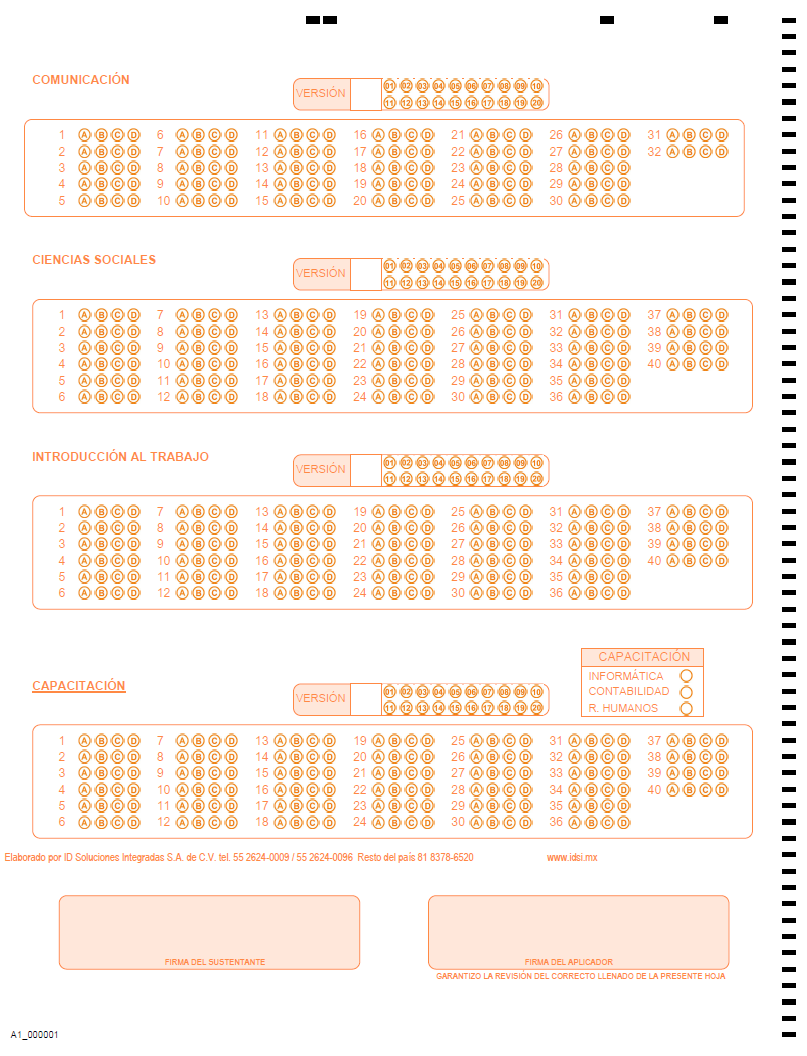 COMUNICACIÓN
VERSIÓN 01 02 03 04 05 06 07 08 09 10
11 12 13 14 15 16 17 18 19 20
1 A B C D 6 A B C D 11 A B C D 16 A B C D 21 A B C D 26 A B C D 31 A B C D
2 A B C D 7 A B C D 12 A B C D 17 A B C D 22 A B C D 27 A B C D 32 A B C D
3 A B C D 8 A B C D 13 A B C D 18 A B C D 23 A B C D 28 A B C D
4 A B C D 9 A B C D 14 A B C D 19 A B C D 24 A B C D 29 A B C D
5 A B C D 10 A B C D 15 A B C D 20 A B C D 25 A B C D 30 A B C D
CIENCIAS SOCIALES
VERSIÓN 01 02 03 04 05 06 07 08 09 10
11 12 13 14 15 16 17 18 19 20
1 A B C D 7 A B C D 13 A B C D 19 A B C D 25 A B C D 31 A B C D 37 A B C D
2 A B C D 8 A B C D 14 A B C D 20 A B C D 26 A B C D 32 A B C D 38 A B C D
3 A B C D 9 A B C D 15 A B C D 21 A B C D 27 A B C D 33 A B C D 39 A B C D
4 A B C D 10 A B C D 16 A B C D 22 A B C D 28 A B C D 34 A B C D 40 A B C D
5 A B C D 11 A B C D 17 A B C D 23 A B C D 29 A B C D 35 A B C D
6 A B C D 12 A B C D 18 A B C D 24 A B C D 30 A B C D 36 A B C D
INTRODUCCIÓN AL TRABAJO
VERSIÓN 01 02 03 04 05 06 07 08 09 10
11 12 13 14 15 16 17 18 19 20
1 A B C D 7 A B C D 13 A B C D 19 A B C D 25 A B C D 31 A B C D 37 A B C D
2 A B C D 8 A B C D 14 A B C D 20 A B C D 26 A B C D 32 A B C D 38 A B C D
3 A B C D 9 A B C D 15 A B C D 21 A B C D 27 A B C D 33 A B C D 39 A B C D
4 A B C D 10 A B C D 16 A B C D 22 A B C D 28 A B C D 34 A B C D 40 A B C D
5 A B C D 11 A B C D 17 A B C D 23 A B C D 29 A B C D 35 A B C D
6 A B C D 12 A B C D 18 A B C D 24 A B C D 30 A B C D 36 A B C D
CAPACITACIÓN
INFORMÁTICA
CONTABILIDAD
R. HUMANOS
CAPACITACIÓN
VERSIÓN 01 02 03 04 05 06 07 08 09 10
11 12 13 14 15 16 17 18 19 20
1 A B C D 7 A B C D 13 A B C D 19 A B C D 25 A B C D 31 A B C D 37 A B C D
2 A B C D 8 A B C D 14 A B C D 20 A B C D 26 A B C D 32 A B C D 38 A B C D
3 A B C D 9 A B C D 15 A B C D 21 A B C D 27 A B C D 33 A B C D 39 A B C D
4 A B C D 10 A B C D 16 A B C D 22 A B C D 28 A B C D 34 A B C D 40 A B C D
5 A B C D 11 A B C D 17 A B C D 23 A B C D 29 A B C D 35 A B C D
6 A B C D 12 A B C D 18 A B C D 24 A B C D 30 A B C D 36 A B C D
Elaborado por ID Soluciones Integradas S.A. de C.V. tel. 55 2624-0009 / 55 2624-0096 Resto del país 81 8378-6520 www.idsi.mx
FIRMA DEL SUSTENTANTE
FIRMA DEL APLICADOR
GARANTIZO LA REVISIÓN DEL CORRECTO LLENADO DE LA PRESENTE HOJA
A1_000001